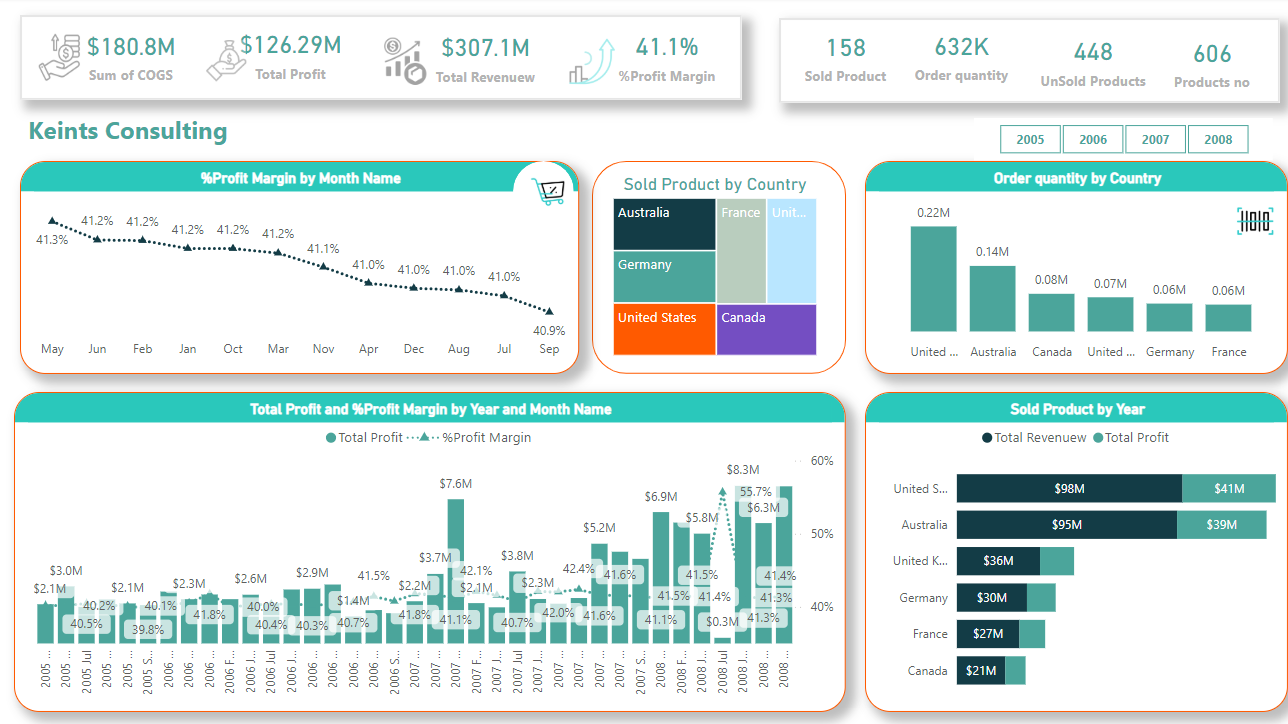 $180.8M
Sum of COGS
$126.29M
Total Profit
$307.1M
Total Revenuew
41.1%
%Profit Margin
158
Sold Product
632K
Order quantity
448
UnSold Products
606
Products no
Keints Consulting
2005 2006 2007 2008
%Profit Margin by Month Name
41.3% 41.2% 41.2% 41.2% 41.2% 41.2% 41.1% 41.0% 41.0% 41.0% 41.0% 40.9%
May Jun Feb Jan Oct Mar Nov Apr Dec Aug Jul Sep
Sold Product by Country
Australia France Unit...
Germany
United States Canada
Order quantity by Country
0.22M 0.14M 0.08M 0.07M 0.06M 0.06M
United ... Australia Canada United ... Germany France
Total Profit and %Profit Margin by Year and Month Name
Total Profit %Profit Margin
60%
50%
40%
$2.1M $3.0M $2.1M $2.3M $2.6M $2.9M $1.4M $2.2M $3.7M $7.6M $2.1M $3.8M $2.3M $5.2M $6.9M $5.8M $0.3M $8.3M $6.3M
40.5% 40.2% 39.8% 40.1% 41.8% 40.0% 40.4% 40.3% 40.7% 41.5% 41.8% 41.1% 42.1% 40.7% 42.0% 42.4% 41.6% 41.6% 41.1% 41.5% 41.5% 41.4% 55.7% 41.3% 41.3% 41.4%
2005 ... 2005 ... 2005 Jul 2005 ... 2005 ... 2005 S... 2006 ... 2006 ... 2006 ... 2006 F... 2006 J... 2006 Jul 2006 J... 2006 ... 2006 ... 2006 ... 2006 ... 2006 S... 2007 ... 2007 ... 2007 ... 2007 F... 2007 J... 2007 Jul 2007 J... 2007 ... 2007 ... 2007 ... 2007 ... 2007 S... 2008 ... 2008 F... 2008 J... 2008 Jul 2008 J... 2008 ... 2008 ...
Sold Product by Year
Total Revenuew Total Profit
United S... $98M $41M
Australia $95M $39M
United K... $36M
Germany $30M
France $27M
Canada $21M